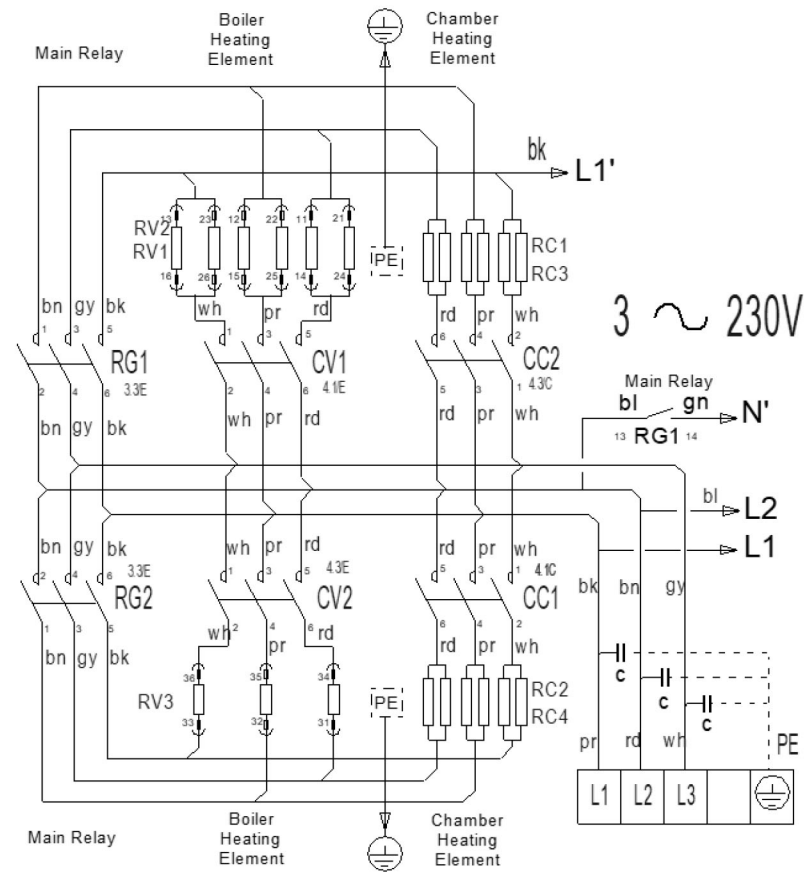 Main Relay
Boiler
Heating
Element
Chamber
Heating
Element
bk
L1'
13 23 12 22 11 21
RV2
RV1
16 26 15 25 14 24
PE
RC1
RC3
bn gy bk
wh pr rd
rd pr wh
3 230V
1 3 5
1 3 5
6 4 2
RG1
3.3E
CV1
4.1/E
CC2
4.3/C
2 4 6
2 4 6
5 3 1
Main Relay
bl gn
N'
13 RG1 14
bn gy bk
wh pr rd
rd pr wh
bl
L2
L1
bn gy bk
wh pr rd
rd pr wh
bk bn gy
2 4 6
1 3 5
5 3 1
3.3E
RG2
4.3E
CV2
4.1C
CC1
1 3 5
2 4 6
6 4 2
bn gy bk
wh pr rd
rd pr wh
c
c
c
36 35 34
RV3
33 32 31
PE
RC2
RC4
pr rd wh
PE
L1 L2 L3
Main Relay
Boiler
Heating
Element
Chamber
Heating
Element